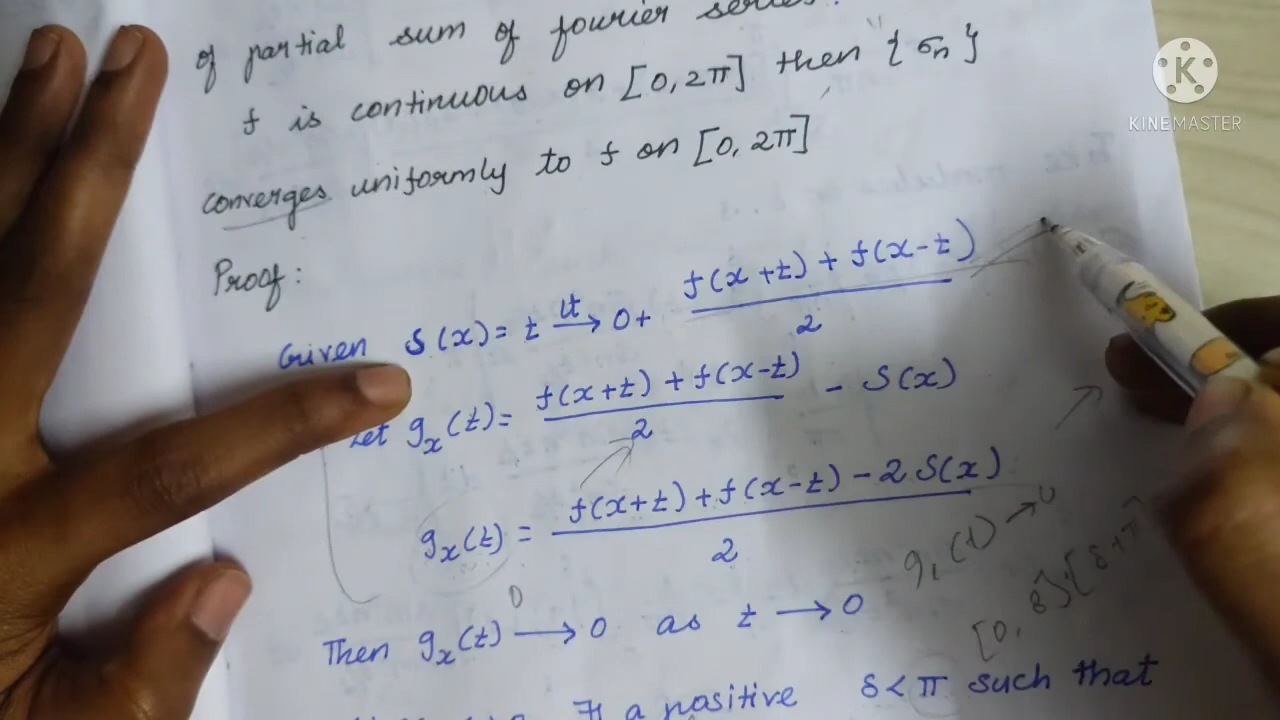 of partial sum of fourier series.
f is continuous on [0, 2π] then {σn}
converges uniformly to f on [0, 2π]
Proof:
Given S(x) = t lt→ 0+ f(x+t) + f(x-t) / 2
Let gx(t) = f(x+t) + f(x-t) / 2 - S(x)
gx(t) = f(x+t) + f(x-t) - 2 S(x) / 2
Then gx(t) → 0 as t → 0
[0, δ] [δ, π]
a positive δ < π such that
K
KINEMASTER